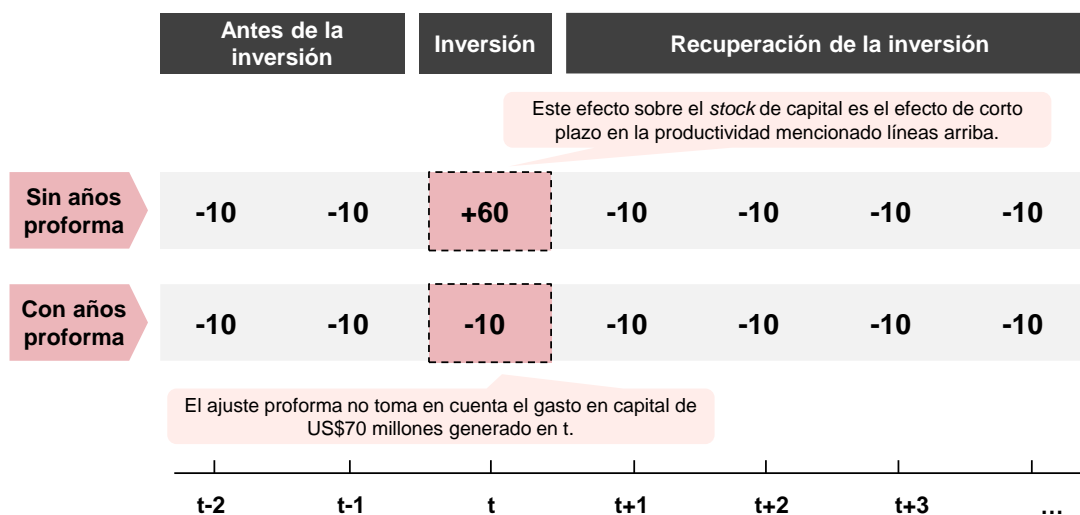 Antes de la
inversión
Inversión
Recuperación de la inversión
Este efecto sobre el stock de capital es el efecto de corto
plazo en la productividad mencionado líneas arriba.
Sin años
proforma
-10 -10 +60 -10 -10 -10 -10
Con años
proforma
-10 -10 -10 -10 -10 -10 -10
El ajuste proforma no toma en cuenta el gasto en capital de
US$70 millones generado en t.
t-2 t-1 t t+1 t+2 t+3 ...